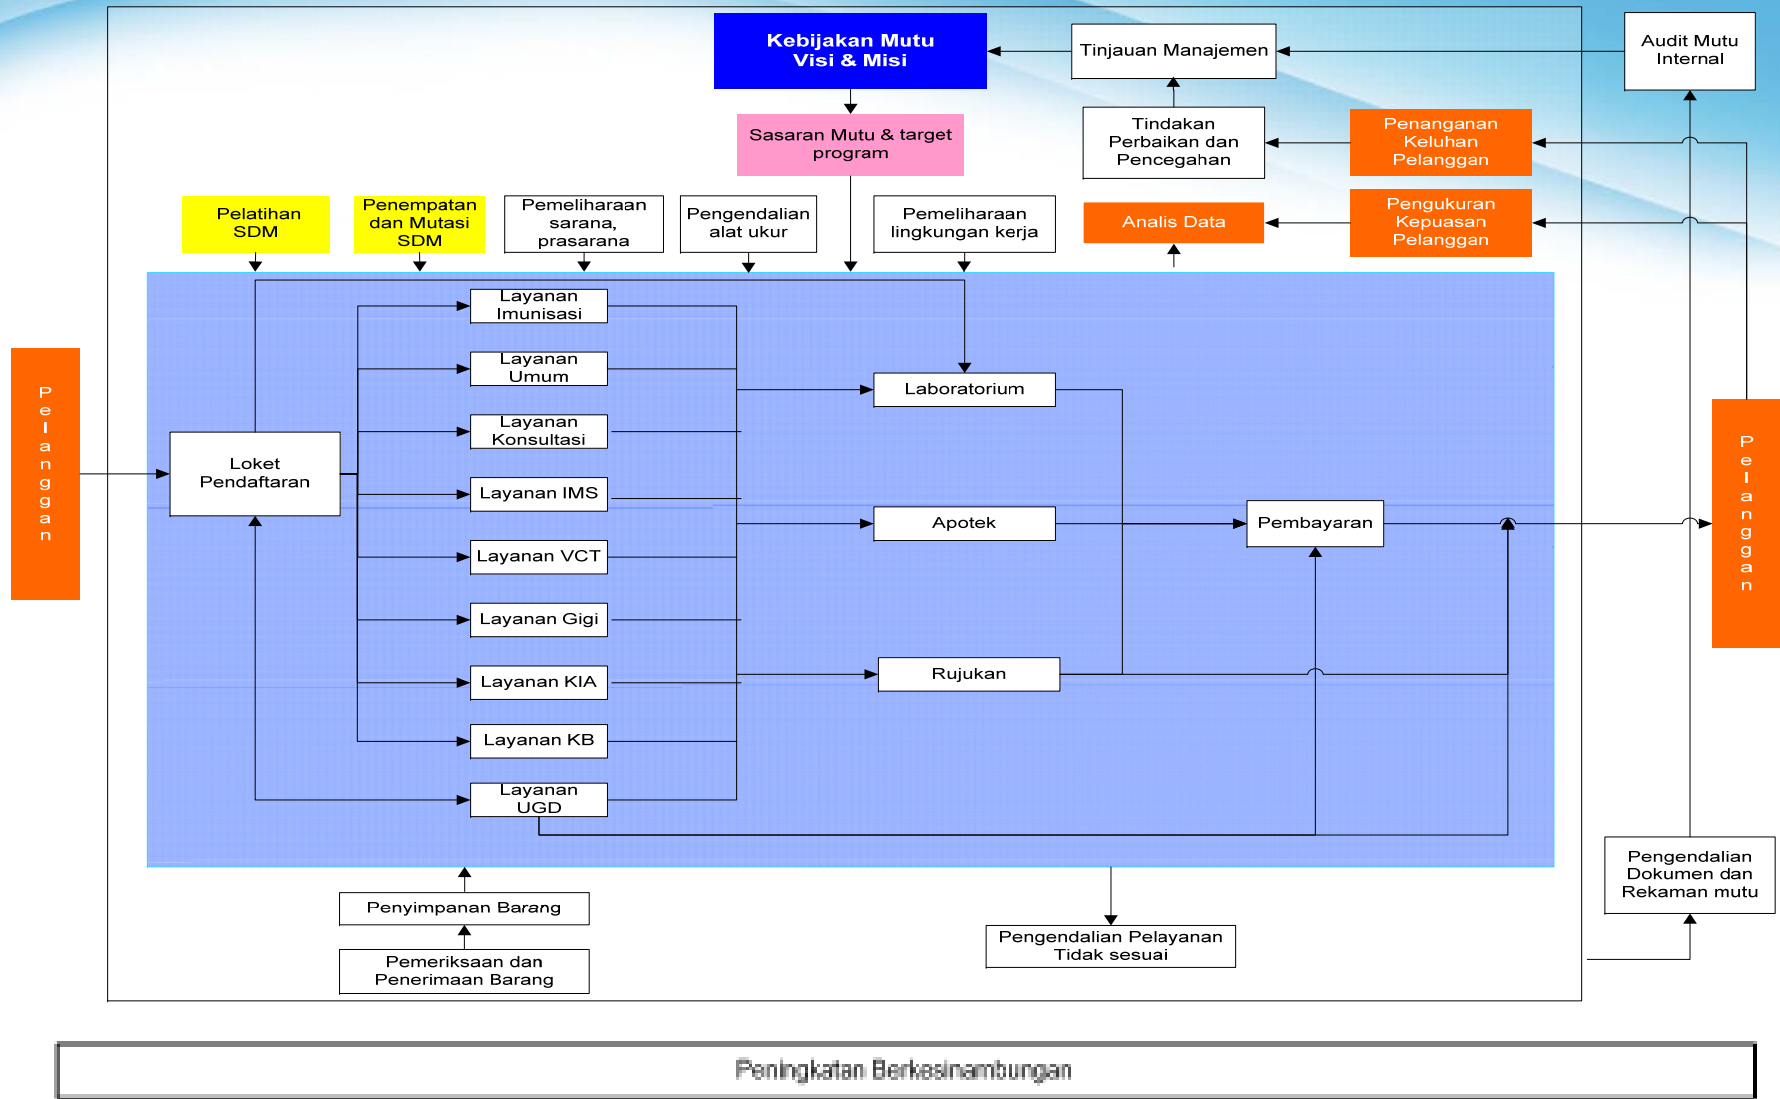 Kebijakan Mutu
Visi & Misi
Tinjauan Manajemen
Audit Mutu
Internal
Sasaran Mutu & target
program
Tindakan
Perbaikan dan
Pencegahan
Penanganan
Keluhan
Pelanggan
Pelatihan
SDM
Penempatan
dan Mutasi
SDM
Pemeliharaan
sarana,
prasarana
Pengendalian
alat ukur
Pemeliharaan
lingkungan kerja
Analis Data
Pengukuran
Kepuasan
Pelanggan
Pelanggan
Loket
Pendaftaran
Layanan
Imunisasi
Layanan
Umum
Layanan
Konsultasi
Layanan IMS
Layanan VCT
Layanan Gigi
Layanan KIA
Layanan KB
Layanan
UGD
Laboratorium
Apotek
Rujukan
Pembayaran
Pelanggan
Penyimpanan Barang
Pemeriksaan dan
Penerimaan Barang
Pengendalian Pelayanan
Tidak sesuai
Pengendalian
Dokumen dan
Rekaman mutu
Peningkatan Berkesinambungan